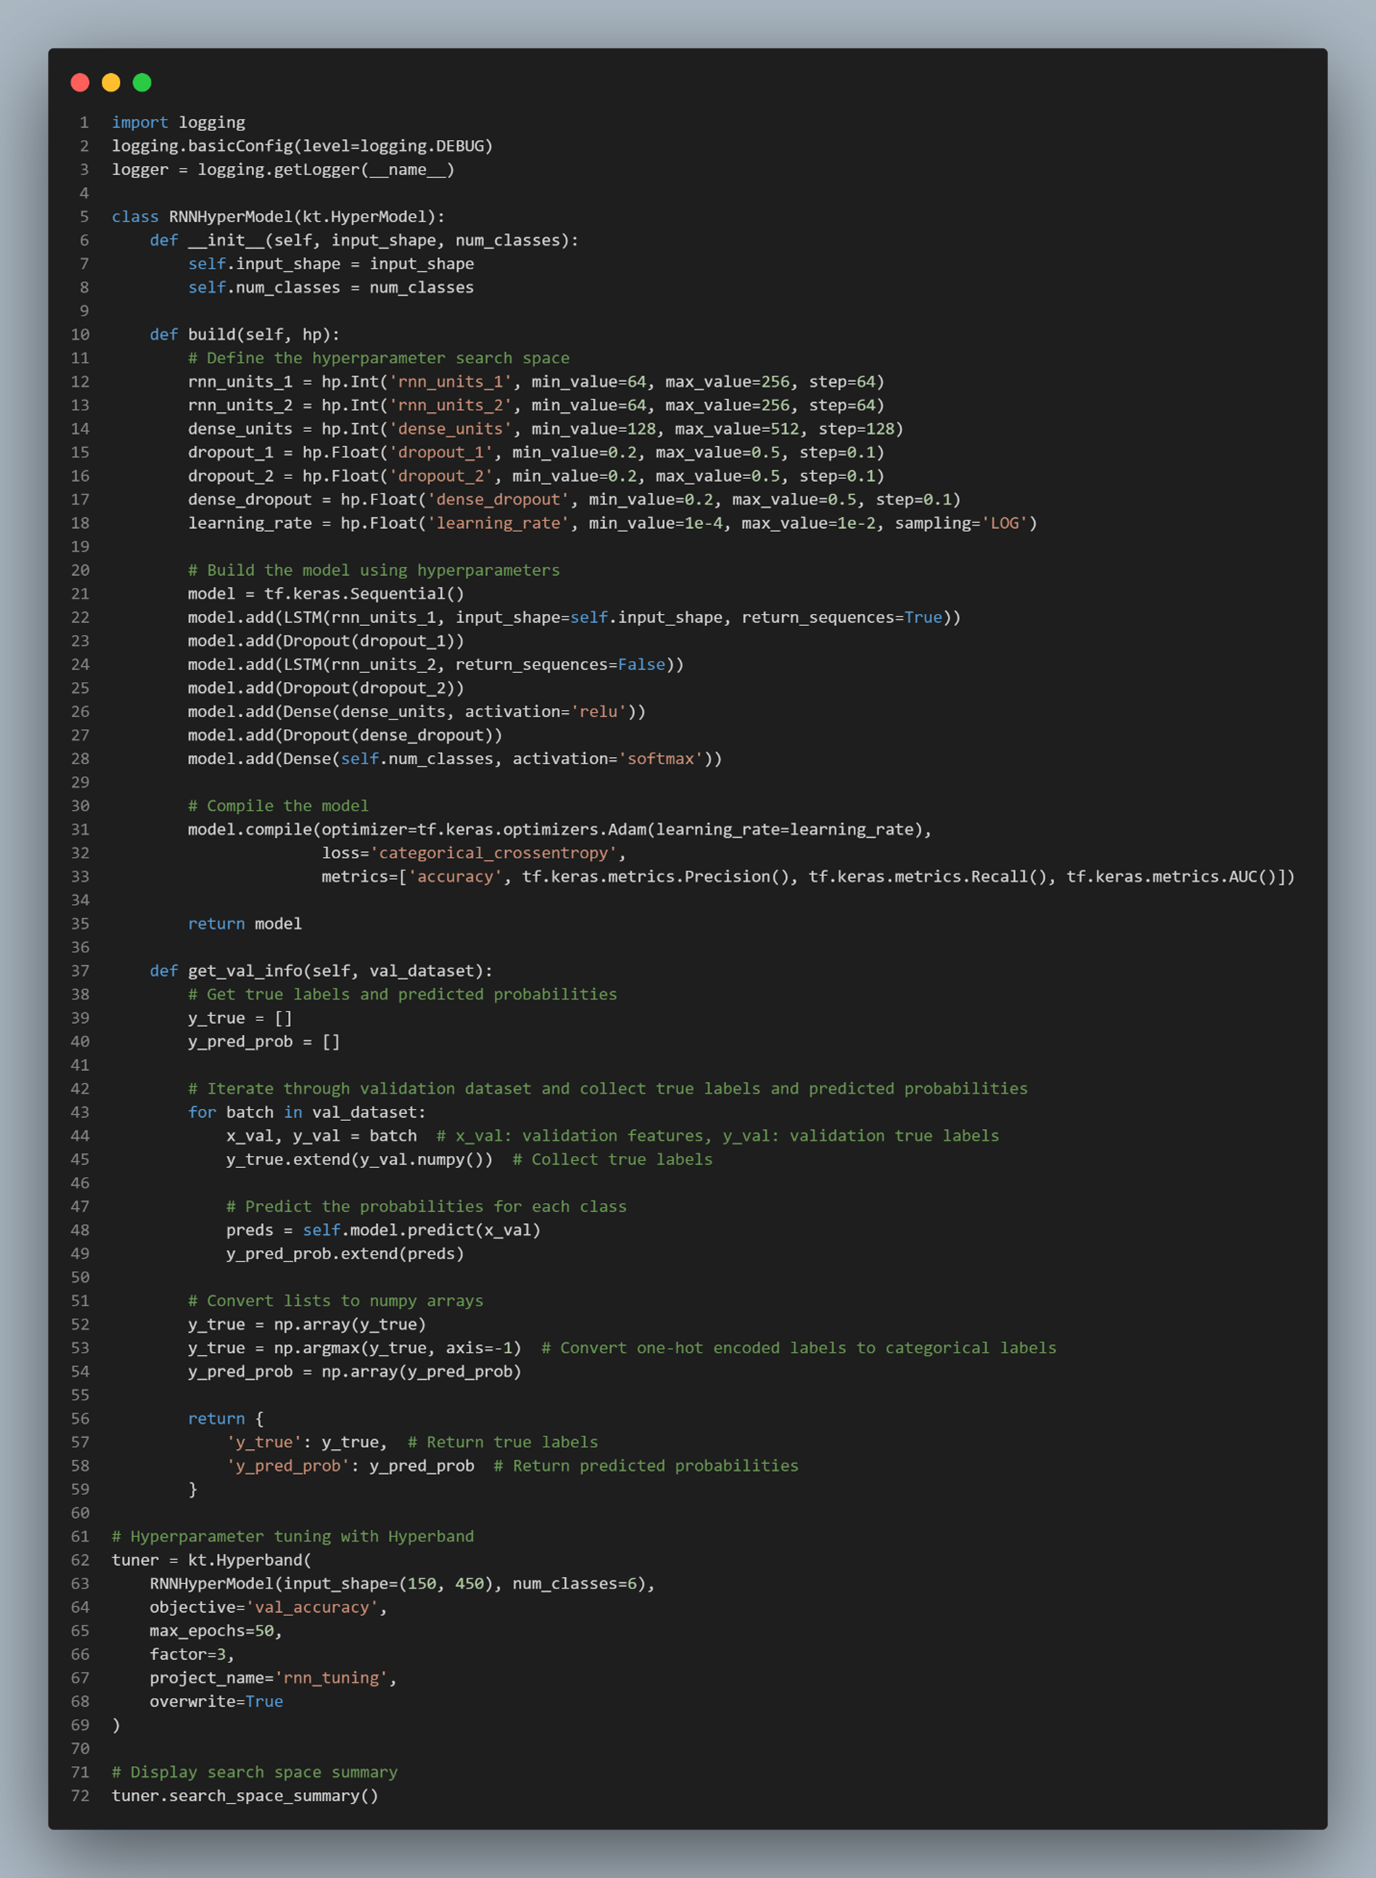 1 import logging
2 logging.basicConfig(level=logging.DEBUG)
3 logger = logging.getLogger(__name__)
4
5 class RNNHyperModel(kt.HyperModel):
6     def __init__(self, input_shape, num_classes):
7         self.input_shape = input_shape
8         self.num_classes = num_classes
9
10     def build(self, hp):
11         # Define the hyperparameter search space
12         rnn_units_1 = hp.Int('rnn_units_1', min_value=64, max_value=256, step=64)
13         rnn_units_2 = hp.Int('rnn_units_2', min_value=64, max_value=256, step=64)
14         dense_units = hp.Int('dense_units', min_value=128, max_value=512, step=128)
15         dropout_1 = hp.Float('dropout_1', min_value=0.2, max_value=0.5, step=0.1)
16         dropout_2 = hp.Float('dropout_2', min_value=0.2, max_value=0.5, step=0.1)
17         dense_dropout = hp.Float('dense_dropout', min_value=0.2, max_value=0.5, step=0.1)
18         learning_rate = hp.Float('learning_rate', min_value=1e-4, max_value=1e-2, sampling='LOG')
19
20         # Build the model using hyperparameters
21         model = tf.keras.Sequential()
22         model.add(LSTM(rnn_units_1, input_shape=self.input_shape, return_sequences=True))
23         model.add(Dropout(dropout_1))
24         model.add(LSTM(rnn_units_2, return_sequences=False))
25         model.add(Dropout(dropout_2))
26         model.add(Dense(dense_units, activation='relu'))
27         model.add(Dropout(dense_dropout))
28         model.add(Dense(self.num_classes, activation='softmax'))
29
30         # Compile the model
31         model.compile(optimizer=tf.keras.optimizers.Adam(learning_rate=learning_rate),
32                       loss='categorical_crossentropy',
33                       metrics=['accuracy', tf.keras.metrics.Precision(), tf.keras.metrics.Recall(), tf.keras.metrics.AUC()])
34
35         return model
36
37     def get_val_info(self, val_dataset):
38         # Get true labels and predicted probabilities
39         y_true = []
40         y_pred_prob = []
41
42         # Iterate through validation dataset and collect true labels and predicted probabilities
43         for batch in val_dataset:
44             x_val, y_val = batch  # x_val: validation features, y_val: validation true labels
45             y_true.extend(y_val.numpy())  # Collect true labels
46
47             # Predict the probabilities for each class
48             preds = self.model.predict(x_val)
49             y_pred_prob.extend(preds)
50
51         # Convert lists to numpy arrays
52         y_true = np.array(y_true)
53         y_true = np.argmax(y_true, axis=-1)  # Convert one-hot encoded labels to categorical labels
54         y_pred_prob = np.array(y_pred_prob)
55
56         return {
57             'y_true': y_true,  # Return true labels
58             'y_pred_prob': y_pred_prob  # Return predicted probabilities
59         }
60
61 # Hyperparameter tuning with Hyperband
62 tuner = kt.Hyperband(
63     RNNHyperModel(input_shape=(150, 450), num_classes=6),
64     objective='val_accuracy',
65     max_epochs=50,
66     factor=3,
67     project_name='rnn_tuning',
68     overwrite=True
69 )
70
71 # Display search space summary
72 tuner.search_space_summary()